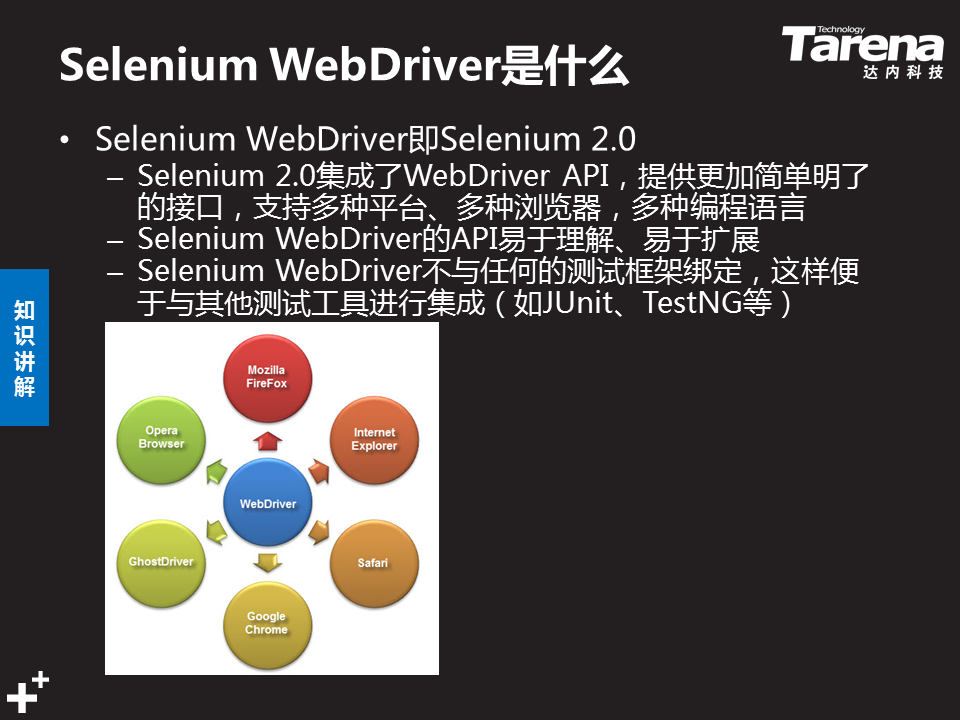 Selenium WebDriver是什么
Technology
Tarena
达内科技
• Selenium WebDriver即Selenium 2.0
– Selenium 2.0集成了WebDriver API，提供更加简单明了
的接口，支持多种平台、多种浏览器，多种编程语言
– Selenium WebDriver的API易于理解、易于扩展
– Selenium WebDriver不与任何的测试框架绑定，这样便
于与其他测试工具进行集成（如JUnit、TestNG等）
知
识
讲
解
Mozilla
FireFox
Opera
Browser
Internet
Explorer
WebDriver
GhostDriver
Safari
Google
Chrome